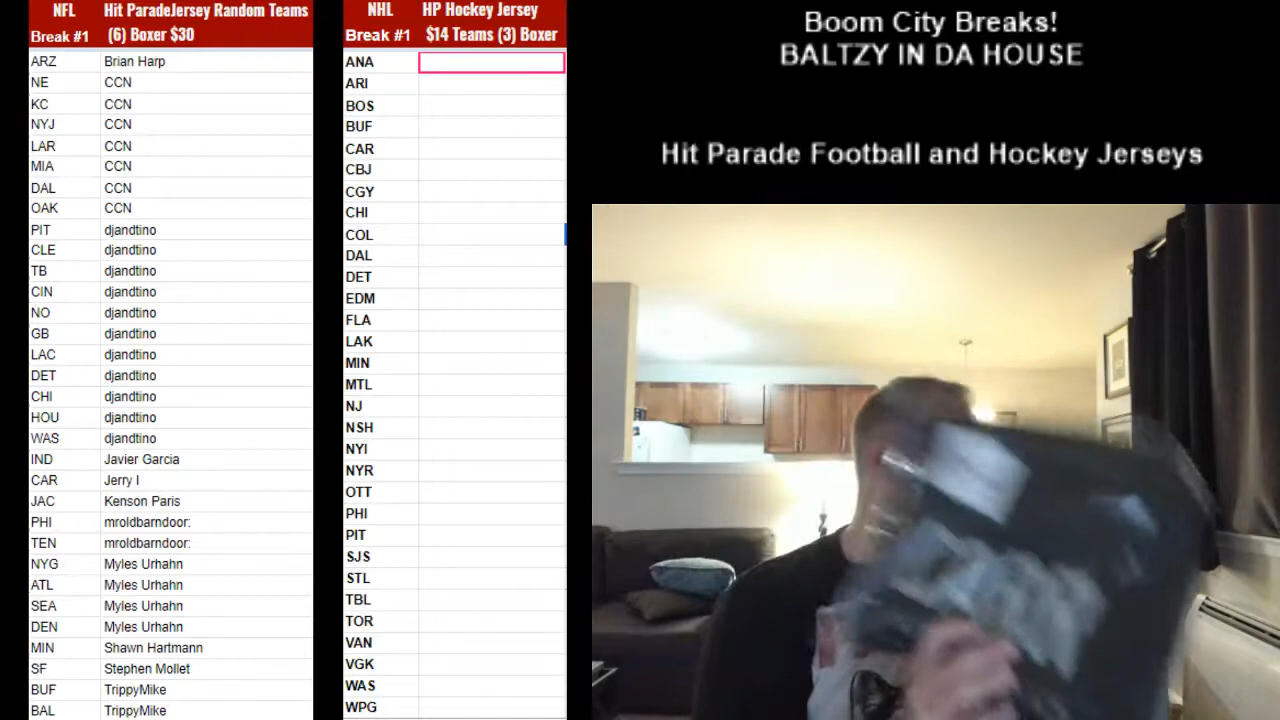 NFL Hit ParadeJersey Random Teams
Break #1 (6) Boxer $30
ARZ Brian Harp
NE CCN
KC CCN
NYJ CCN
LAR CCN
MIA CCN
DAL CCN
OAK CCN
PIT djandtino
CLE djandtino
TB djandtino
CIN djandtino
NO djandtino
GB djandtino
LAC djandtino
DET djandtino
CHI djandtino
HOU djandtino
WAS djandtino
IND Javier Garcia
CAR Jerry I
JAC Kenson Paris
PHI mroldbarndoor:
TEN mroldbarndoor:
NYG Myles Urhahn
ATL Myles Urhahn
SEA Myles Urhahn
DEN Myles Urhahn
MIN Shawn Hartmann
SF Stephen Mollet
BUF TrippyMike
BAL TrippyMike
NHL HP Hockey Jersey
Break #1 $14 Teams (3) Boxer
ANA
ARI
BOS
BUF
CAR
CBJ
CGY
CHI
COL
DAL
DET
EDM
FLA
LAK
MIN
MTL
NJ
NSH
NYI
NYR
OTT
PHI
PIT
SJS
STL
TBL
TOR
VAN
VGK
WAS
WPG
Boom City Breaks!
BALTZY IN DA HOUSE
Hit Parade Football and Hockey Jerseys